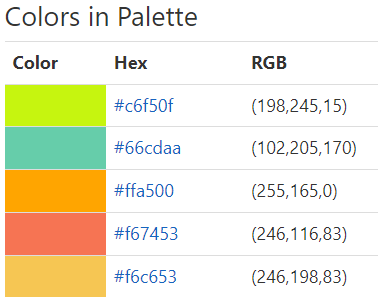 Colors in Palette
Color Hex RGB
#c6f50f (198,245,15)
#66cdaa (102,205,170)
#ffa500 (255,165,0)
#f67453 (246,116,83)
#f6c653 (246,198,83)